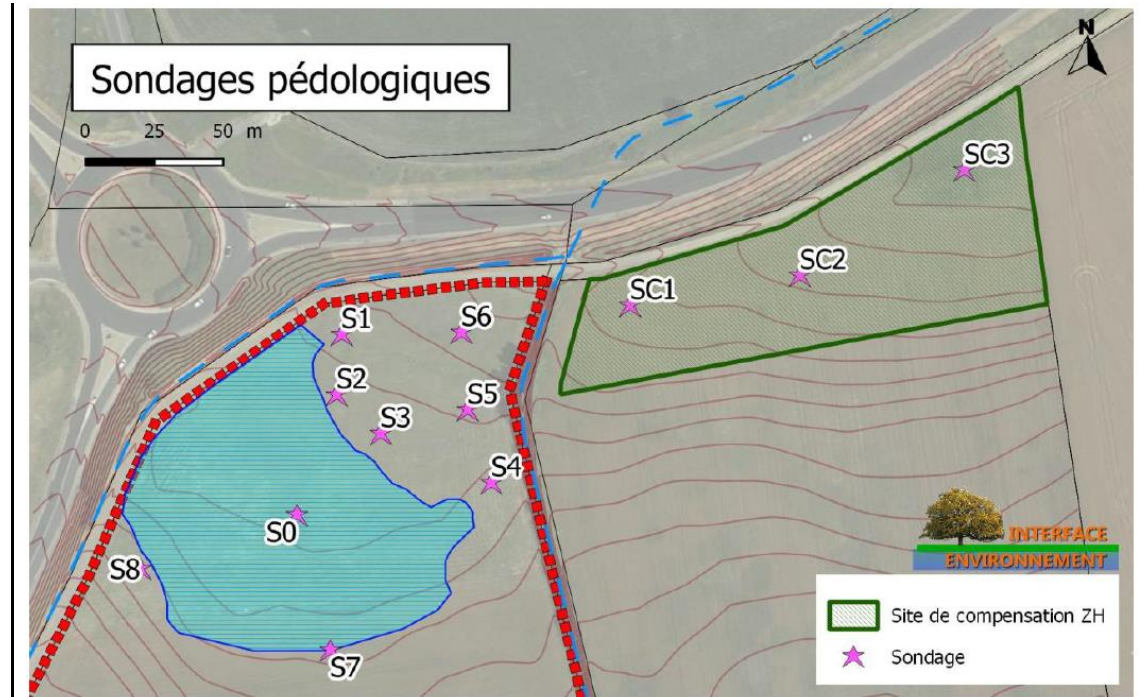 Sondages pédologiques
N
0 25 50 m
SC3
SC2
SC1
S1
S6
S2
S5
S3
S4
S0
S8
S7
INTERFACE
ENVIRONNEMENT
Site de compensation ZH
Sondage